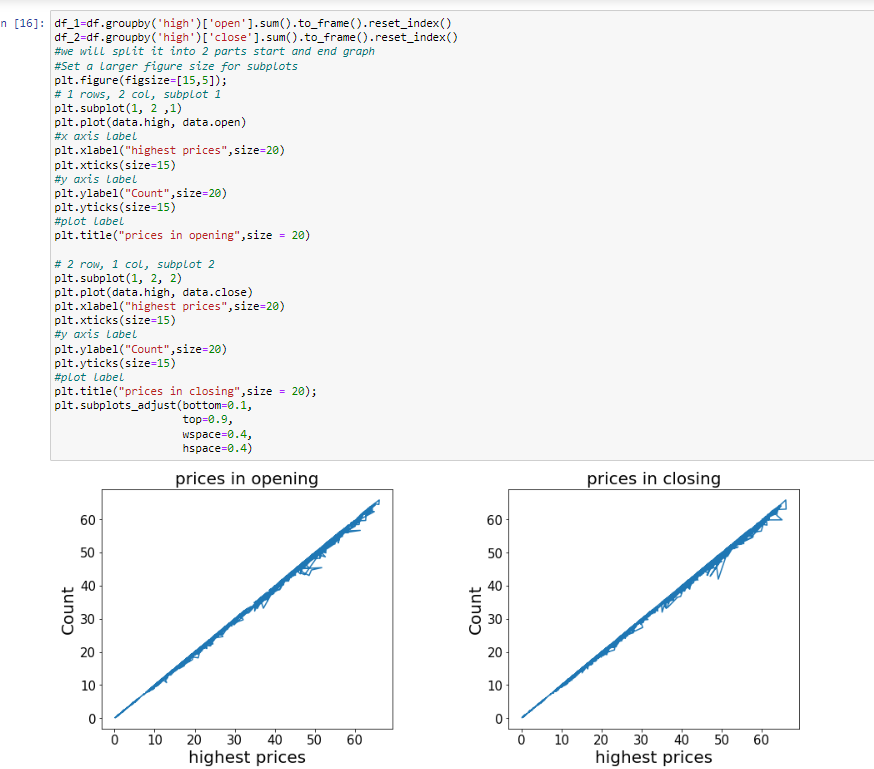 n [16]:
df_1=df.groupby('high')['open'].sum().to_frame().reset_index()
df_2=df.groupby('high')['close'].sum().to_frame().reset_index()
#we will split it into 2 parts start and end graph
#Set a larger figure size for subplots
plt.figure(figsize=[15,5]);
# 1 rows, 2 col, subplot 1
plt.subplot(1, 2 ,1)
plt.plot(data.high, data.open)
#x axis label
plt.xlabel("highest prices",size=20)
plt.xticks(size=15)
#y axis label
plt.ylabel("Count",size=20)
plt.yticks(size=15)
#plot label
plt.title("prices in opening",size = 20)
# 2 row, 1 col, subplot 2
plt.subplot(1, 2, 2)
plt.plot(data.high, data.close)
plt.xlabel("highest prices",size=20)
plt.xticks(size=15)
#y axis label
plt.ylabel("Count",size=20)
plt.yticks(size=15)
#plot label
plt.title("prices in closing",size = 20);
plt.subplots_adjust(bottom=0.1,
top=0.9,
wspace=0.4,
hspace=0.4)
prices in opening
Count
60
50
40
30
20
10
0
0 10 20 30 40 50 60
highest prices
prices in closing
Count
60
50
40
30
20
10
0
0 10 20 30 40 50 60
highest prices